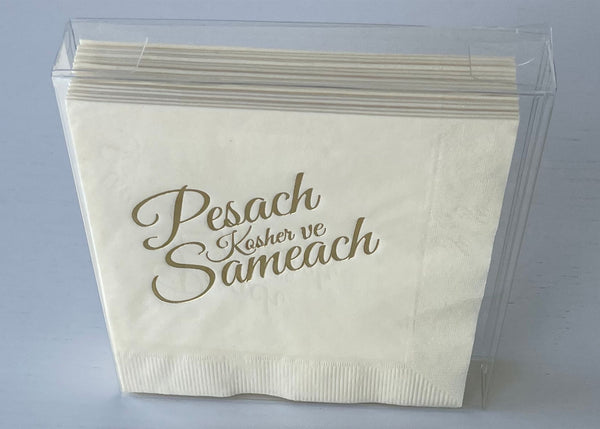 Pesach
Kosher ve
Sameach